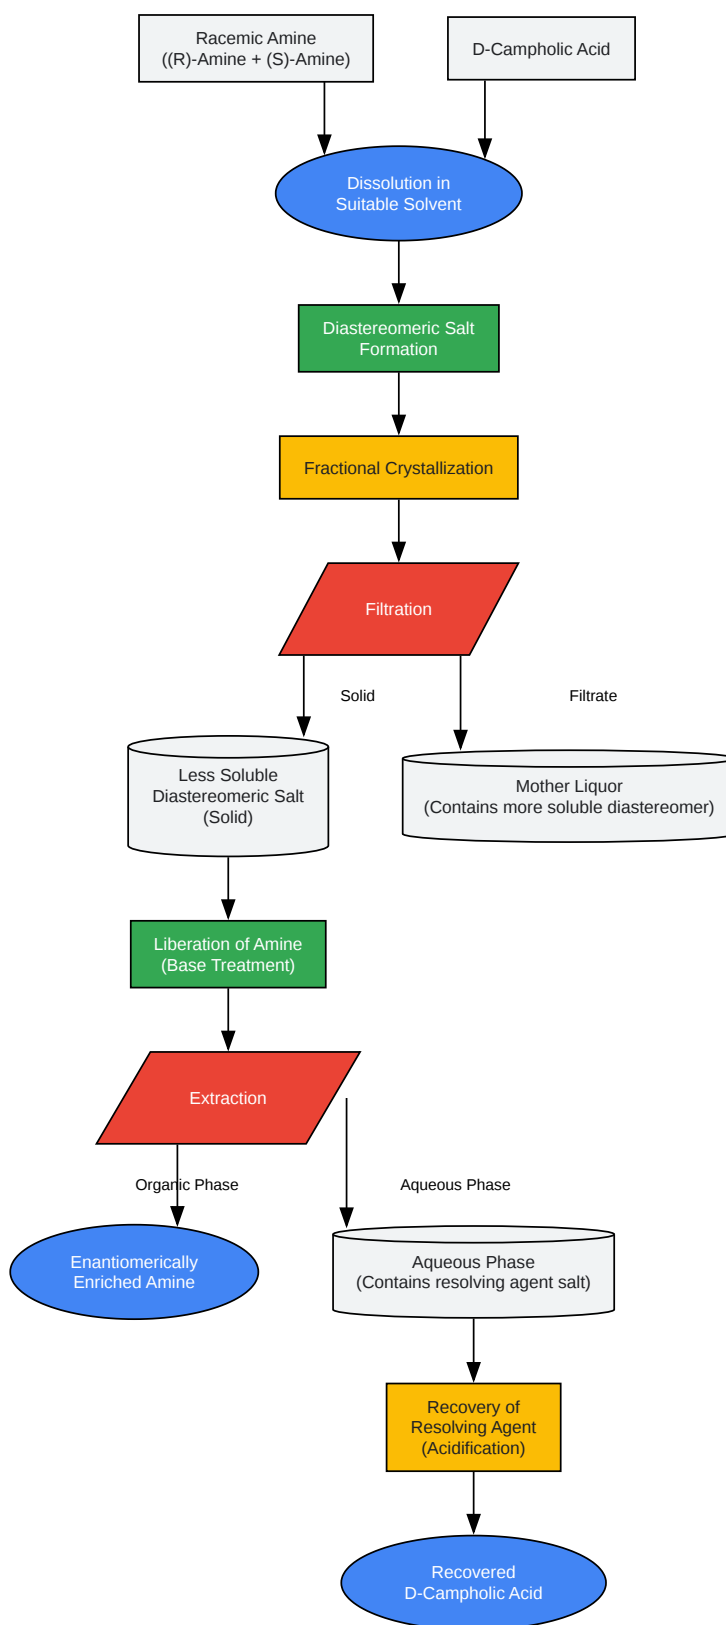 Racemic Amine
((R)-Amine + (S)-Amine)
D-Campholic Acid
Dissolution in
Suitable Solvent
Diastereomeric Salt
Formation
Fractional Crystallization
Filtration
Solid
Filtrate
Less Soluble
Diastereomeric Salt
(Solid)
Mother Liquor
(Contains more soluble diastereomer)
Liberation of Amine
(Base Treatment)
Extraction
Organic Phase
Aqueous Phase
Enantiomerically
Enriched Amine
Aqueous Phase
(Contains resolving agent salt)
Recovery of
Resolving Agent
(Acidification)
Recovered
D-Campholic Acid